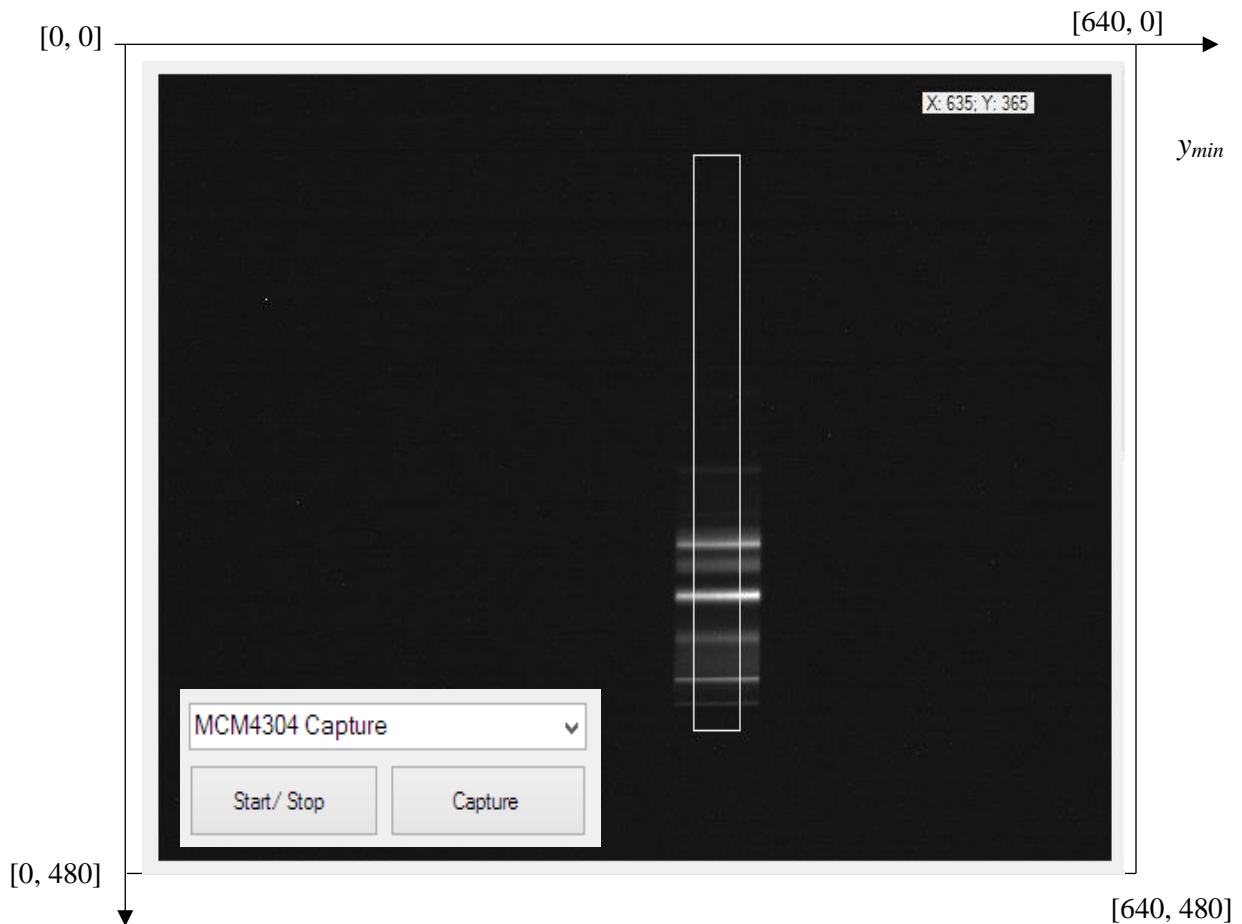 [0, 0]
[640, 0]
X: 635; Y: 365
ymin
MCM4304 Capture
Start/ Stop
Capture
[0, 480]
[640, 480]